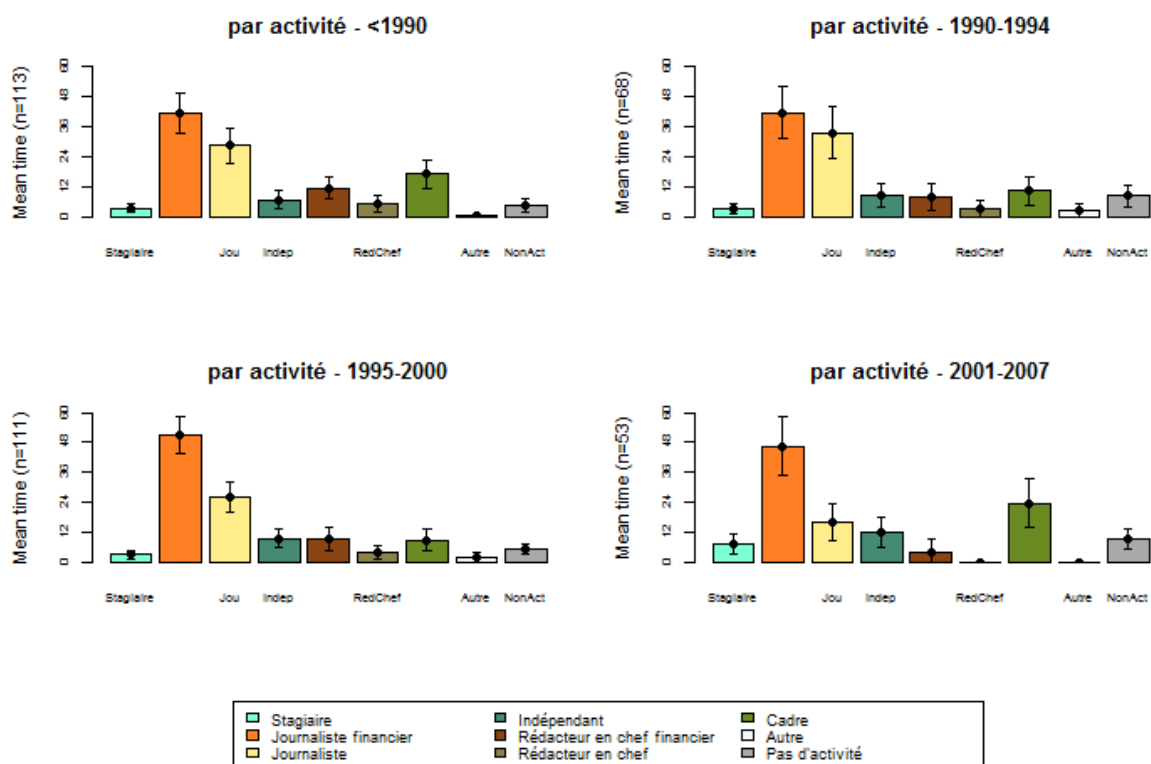 par activité - <1990
Mean time (n=113)
0 12 24 36 48 60
Stagiaire Jou Indep RedChef Autre NonAct
par activité - 1990-1994
Mean time (n=68)
0 12 24 36 48 60
Stagiaire Jou Indep RedChef Autre NonAct
par activité - 1995-2000
Mean time (n=111)
0 12 24 36 48 60
Stagiaire Jou Indep RedChef Autre NonAct
par activité - 2001-2007
Mean time (n=53)
0 12 24 36 48 60
Stagiaire Jou Indep RedChef Autre NonAct
Stagiaire
Journaliste financier
Journaliste
Indépendant
Rédacteur en chef financier
Rédacteur en chef
Cadre
Autre
Pas d'activité